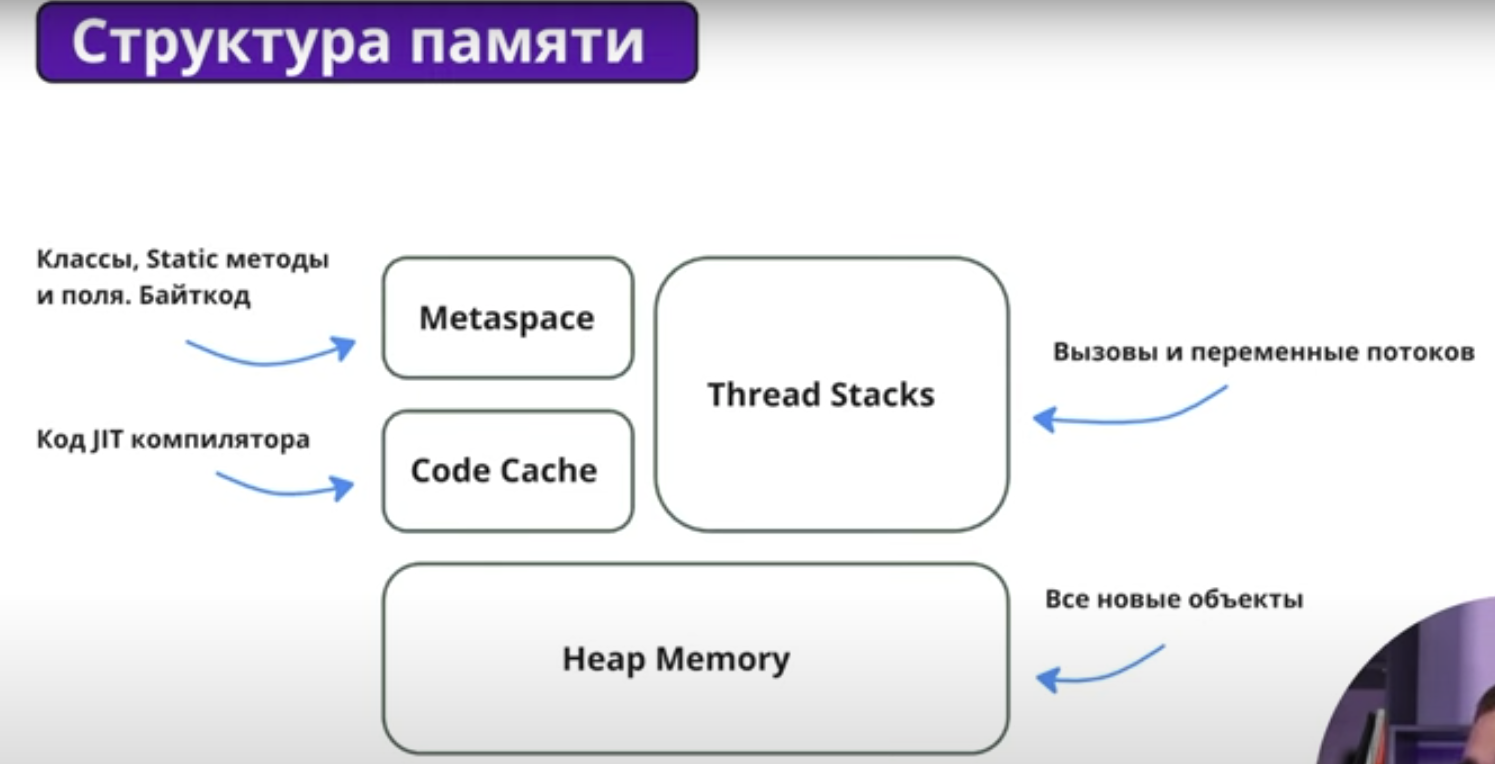 Структура памяти
Классы, Static методы
и поля. Байткод
Metaspace
Thread Stacks
Вызовы и переменные потоков
Код JIT компилятора
Code Cache
Все новые объекты
Heap Memory